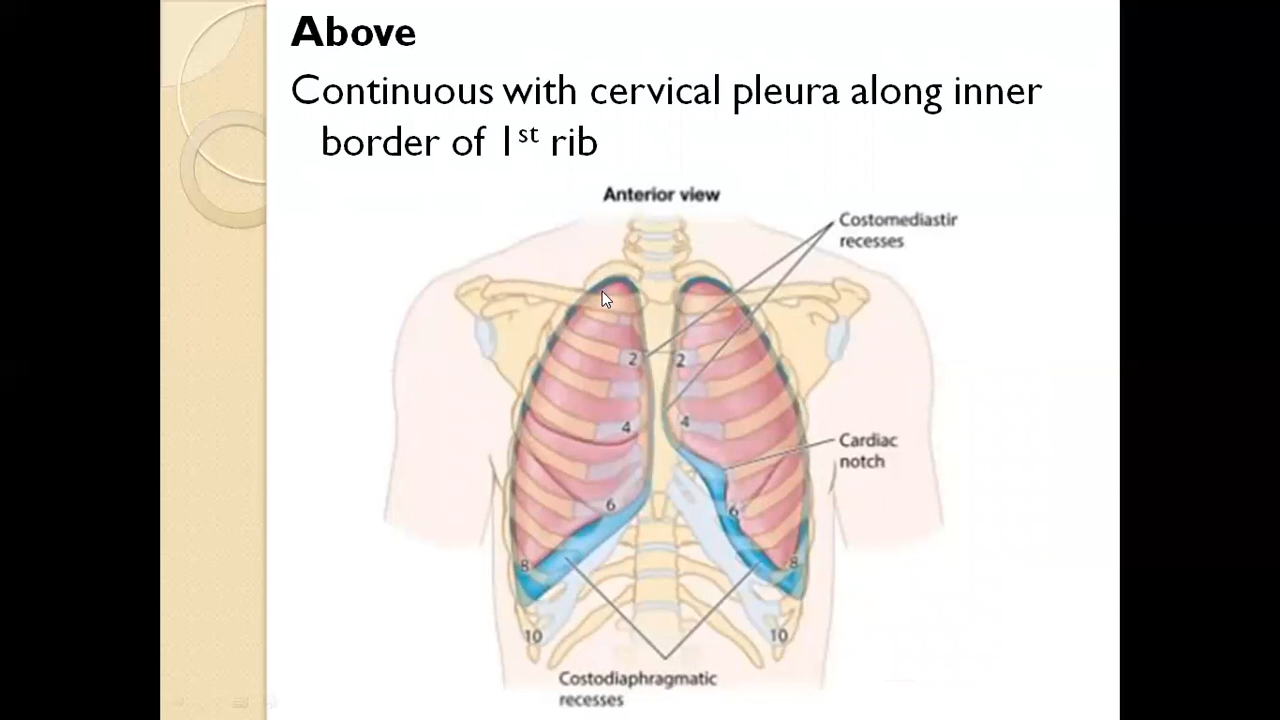 Above
Continuous with cervical pleura along inner
border of 1st rib
Anterior view
Costomediastir
recesses
2 2
4 4
Cardiac
notch
6 6
8 8
10 10
Costodiaphragmatic
recesses